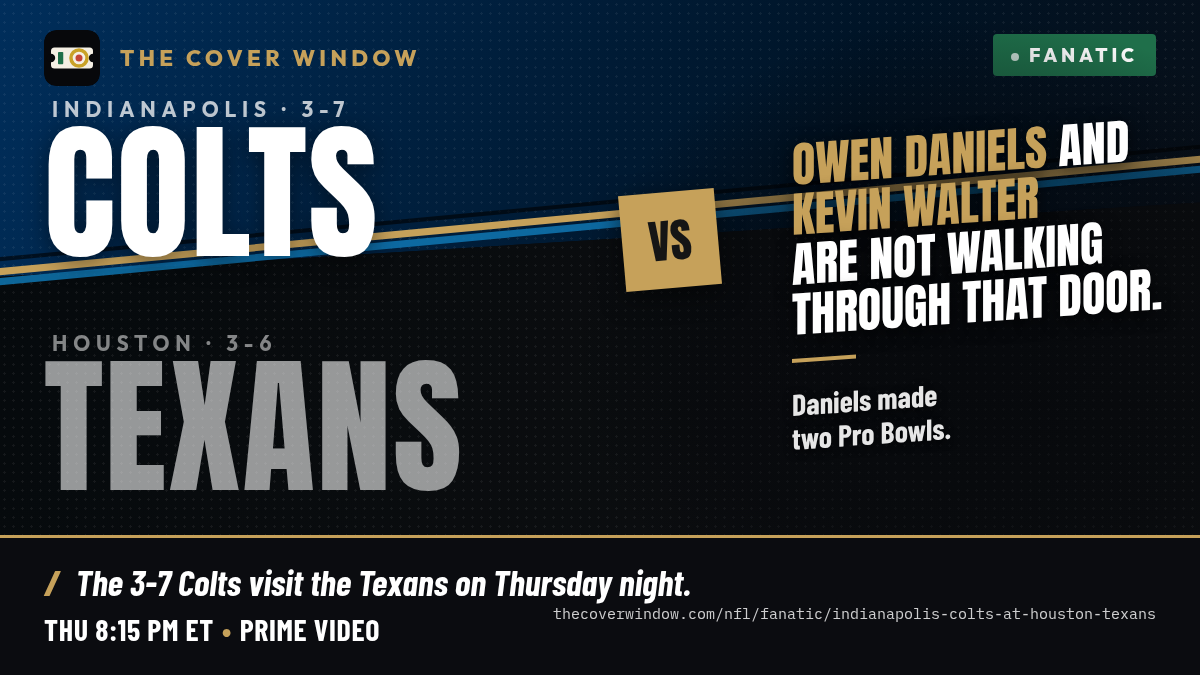 THE COVER WINDOW
FANATIC
INDIANAPOLIS · 3-7
COLTS
VS
OWEN DANIELS AND
KEVIN WALTER
ARE NOT WALKING
THROUGH THAT DOOR.
Daniels made
two Pro Bowls.
HOUSTON · 3-6
TEXANS
/ The 3-7 Colts visit the Texans on Thursday night.
THU 8:15 PM ET • PRIME VIDEO
thecoverwindow.com/nfl/fanatic/indianapolis-colts-at-houston-texans